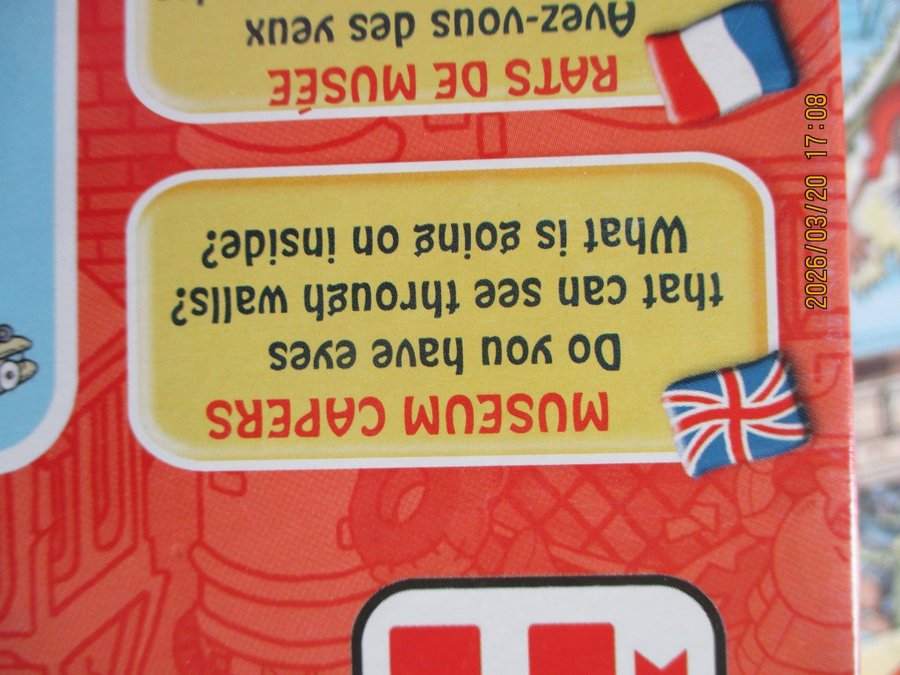 MUSEUM CAPERS
Do you have eyes
that can see through walls?
What is going on inside?
RATS DE MUSÉE
Avez-vous des yeux
2026/03/20 17:08